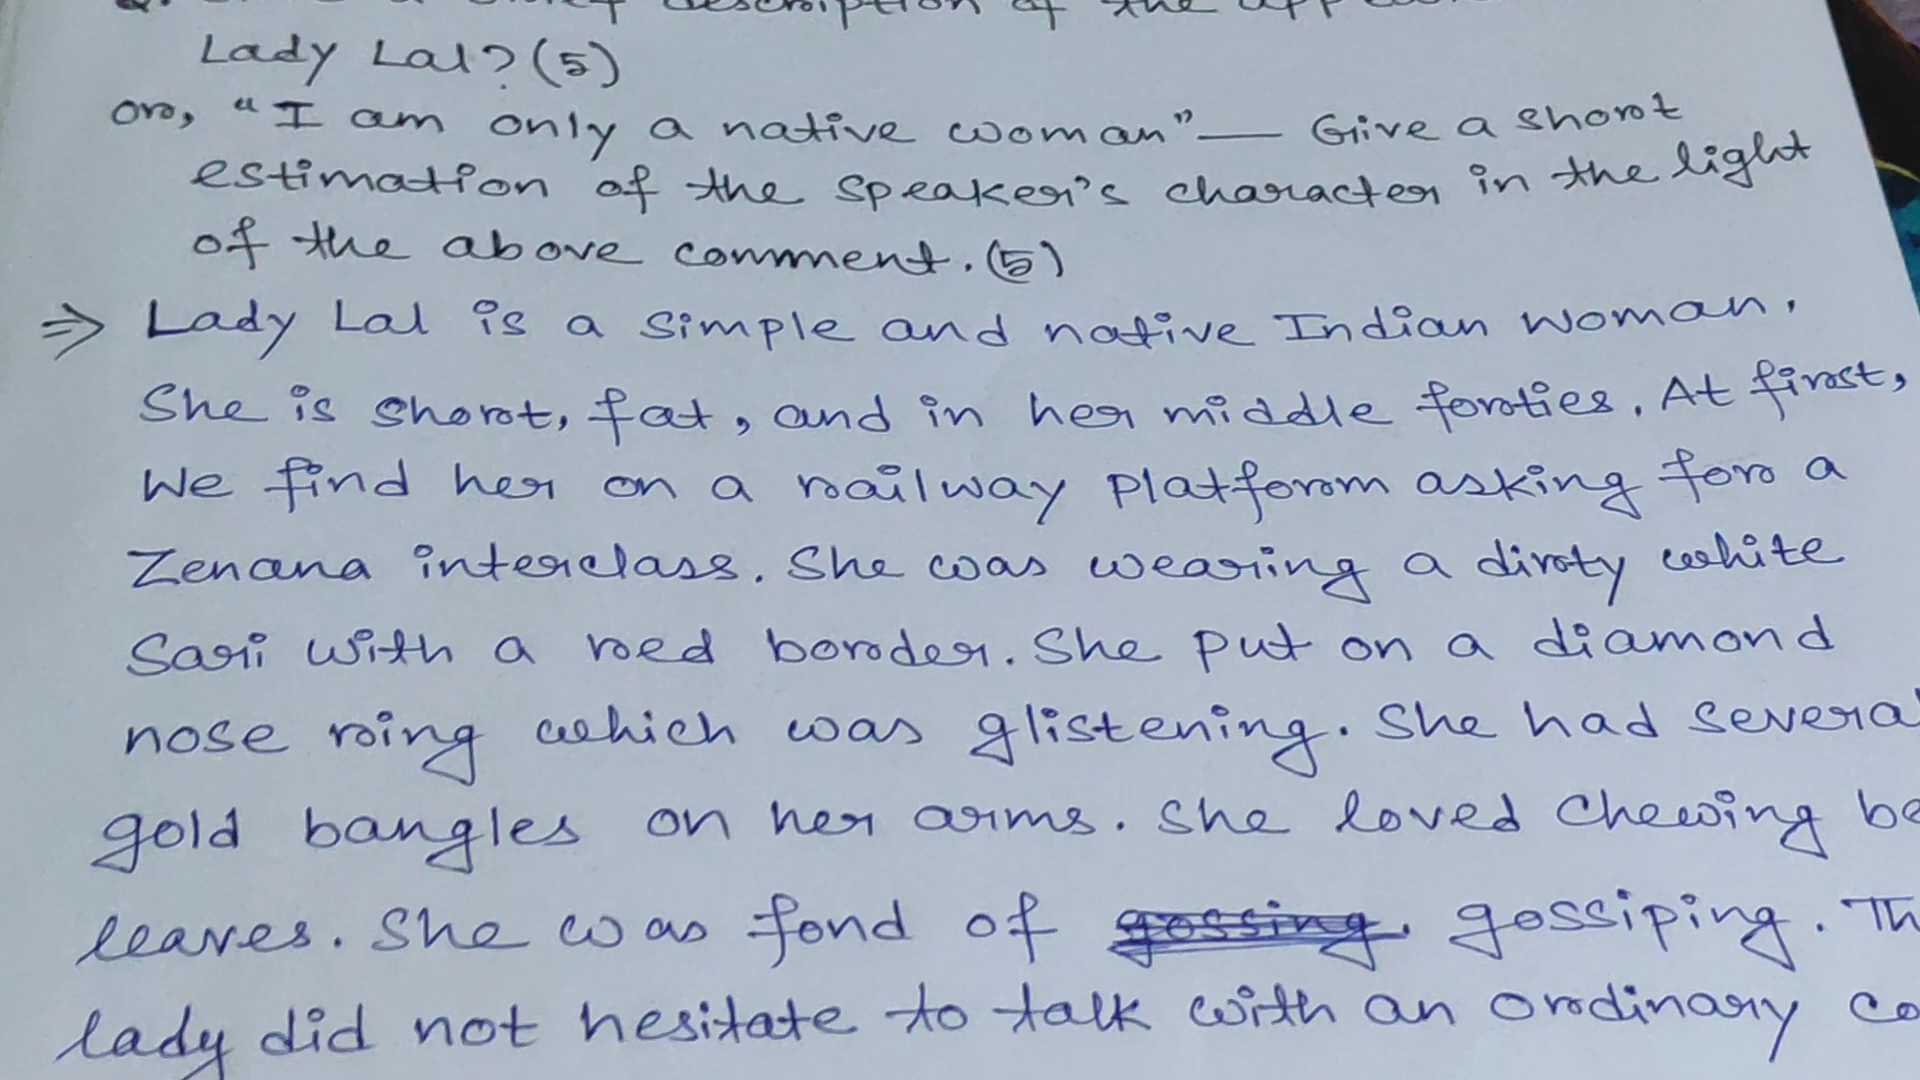 description of the
Lady Lal? (5)
or, "I am only a native woman" — Give a short
estimation of the speaker's character in the light
of the above comment. (5)
⇒ Lady Lal is a simple and native Indian woman.
She is short, fat, and in her middle forties. At first,
We find her on a railway platform asking for a
Zenana interclass. She was wearing a dirty white
Sari with a red border. She put on a diamond
nose ring which was glistening. She had several
gold bangles on her arms. She loved chewing
leaves. She was fond of gossing. gossiping.
lady did not hesitate to talk with an ordinary